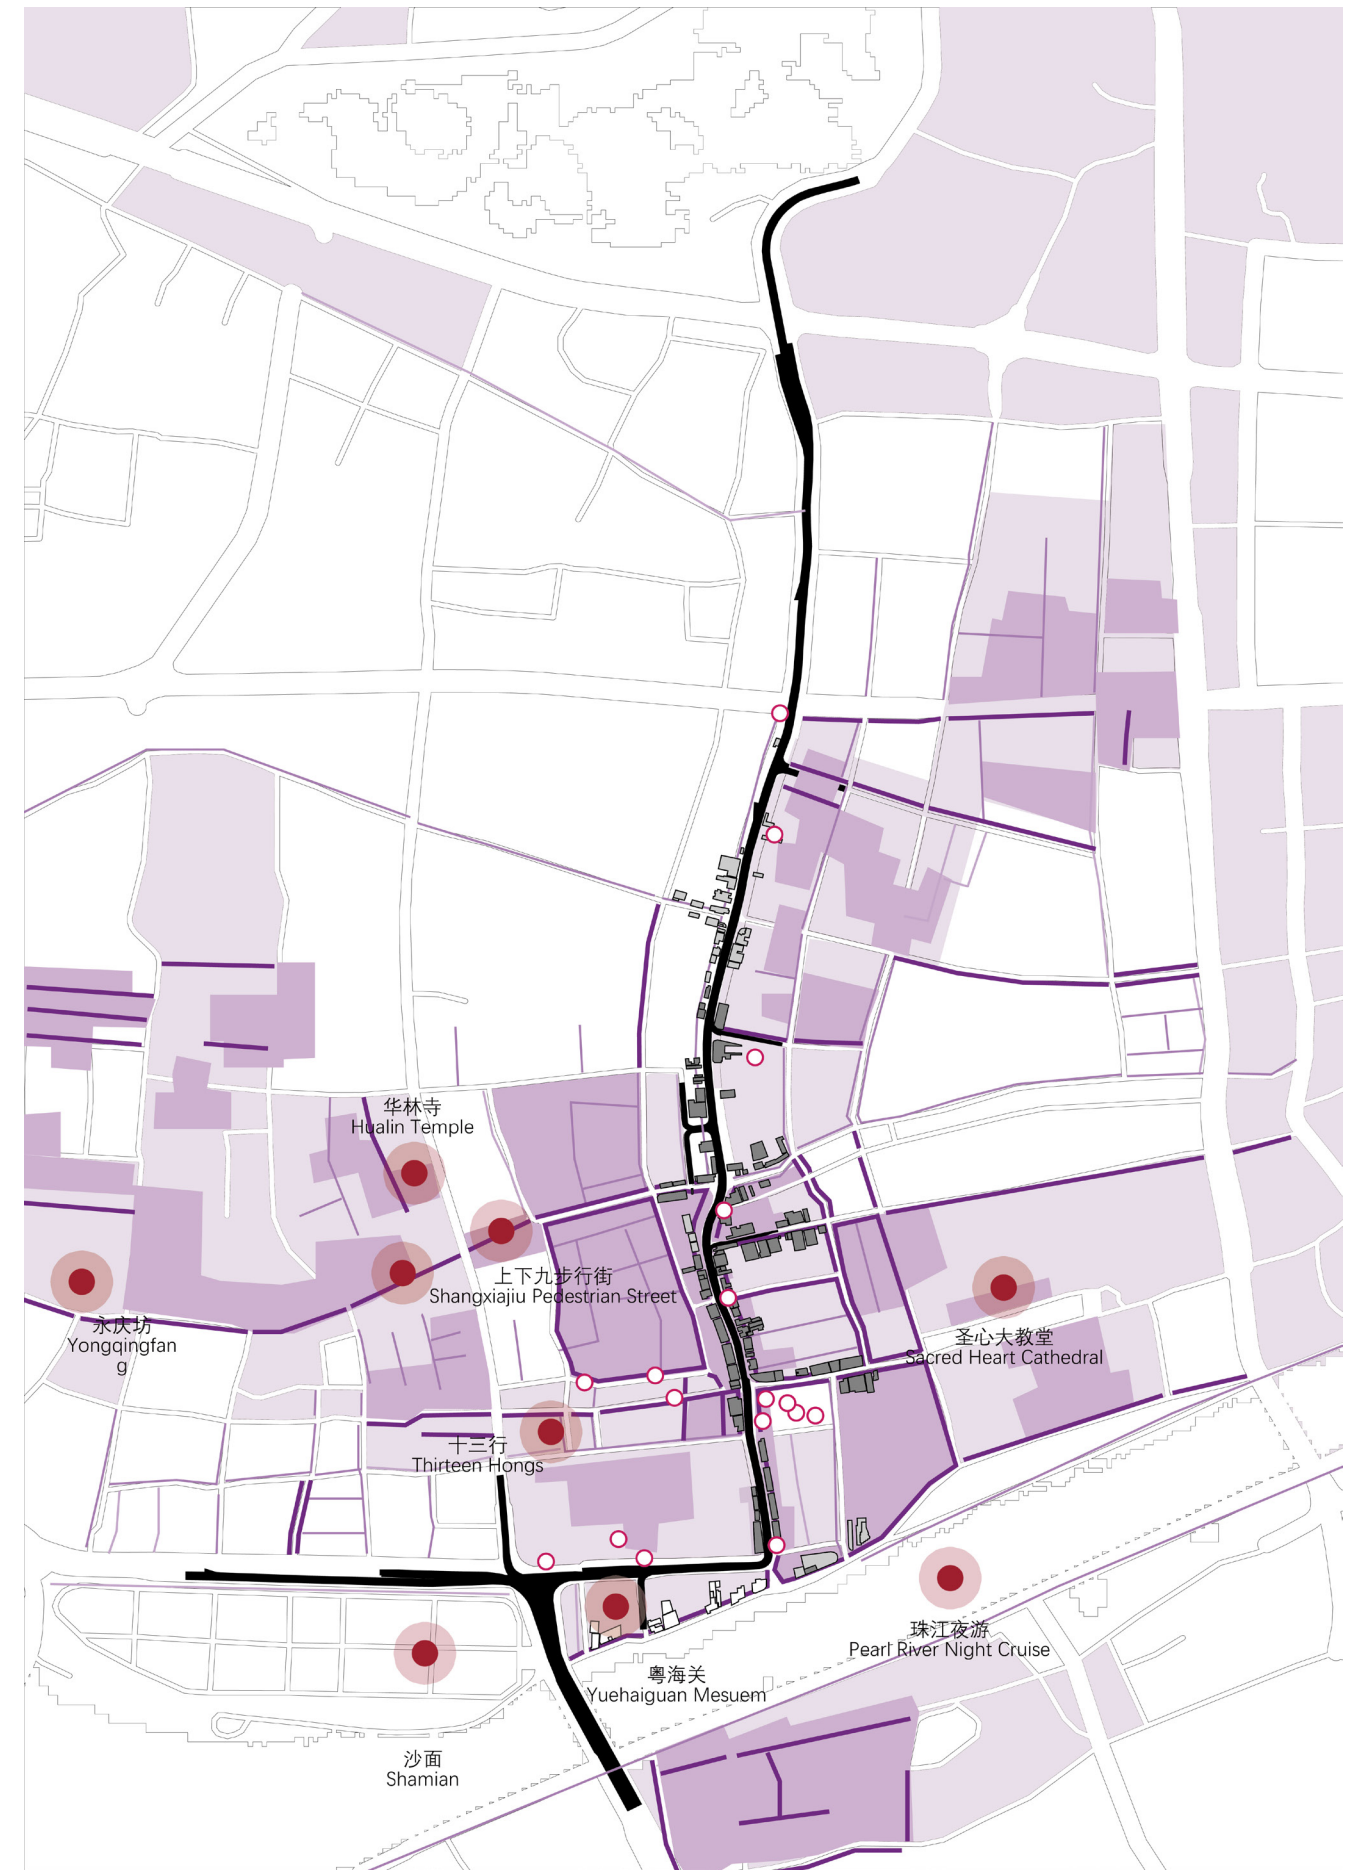 华林寺
Hualin Temple
上下九步行街
Shangxiajiu Pedestrian Street
永庆坊
Yongqingfan
g
圣心大教堂
Sacred Heart Cathedral
十三行
Thirteen Hongs
珠江夜游
Pearl River Night Cruise
粤海关
Yuehaiguan Mesuem
沙面
Shamian